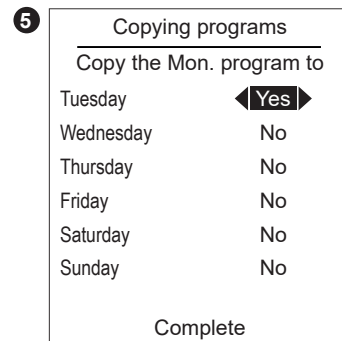 5
Copying programs
Copy the Mon. program to
Tuesday Yes
Wednesday No
Thursday No
Friday No
Saturday No
Sunday No
Complete